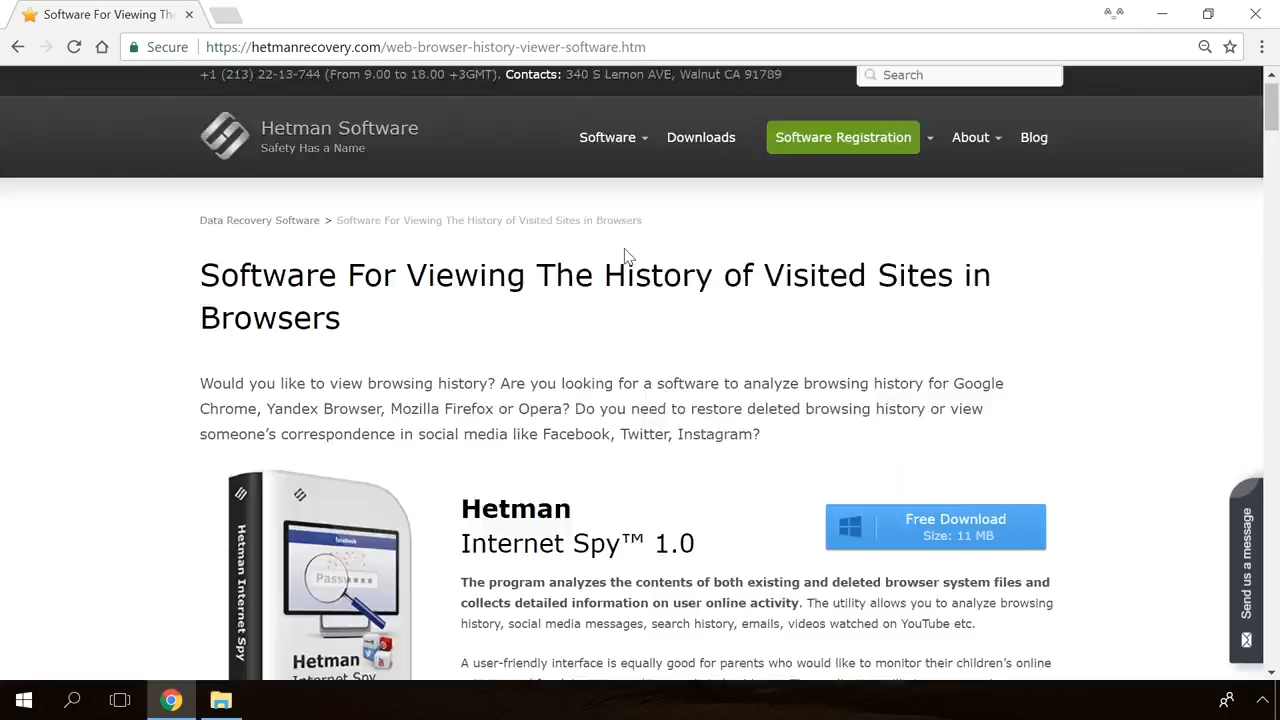 Software For Viewing Th
Secure
https://hetmanrecovery.com/web-browser-history-viewer-software.htm
+1 (213) 22-13-744 (From 9.00 to 18.00 +3GMT). Contacts: 340 S Lemon AVE, Walnut CA 91789
Search
Hetman Software
Safety Has a Name
Software
Downloads
Software Registration
About
Blog
Data Recovery Software > Software For Viewing The History of Visited Sites in Browsers
Software For Viewing The History of Visited Sites in
Browsers
Would you like to view browsing history? Are you looking for a software to analyze browsing history for Google
Chrome, Yandex Browser, Mozilla Firefox or Opera? Do you need to restore deleted browsing history or view
someone’s correspondence in social media like Facebook, Twitter, Instagram?
Hetman Internet Spy
facebook
Pass****
Hetman
Internet Spy
Hetman
Internet Spy™ 1.0
Free Download
Size: 11 MB
The program analyzes the contents of both existing and deleted browser system files and
collects detailed information on user online activity. The utility allows you to analyze browsing
history, social media messages, search history, emails, videos watched on YouTube etc.
A user-friendly interface is equally good for parents who would like to monitor their children’s online
Send us a message